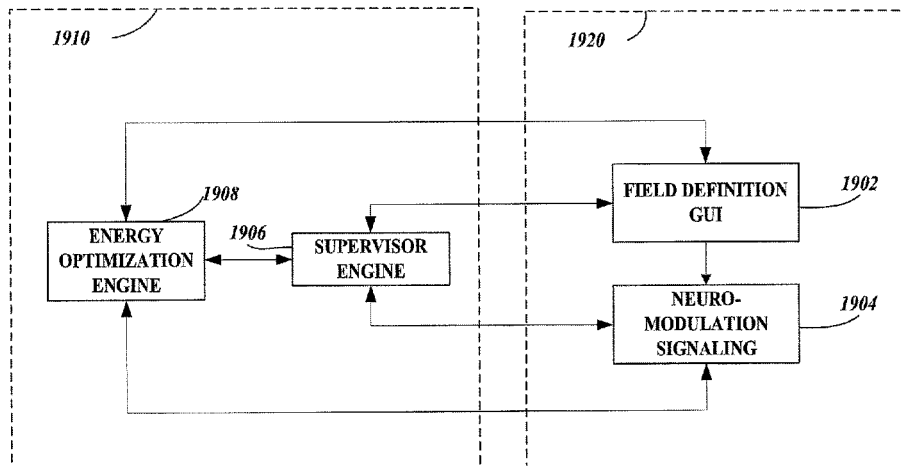 1910
1920
1908
ENERGY
OPTIMIZATION
ENGINE
1906
SUPERVISOR
ENGINE
FIELD DEFINITION
GUI
1902
NEURO-
MODULATION
SIGNALING
1904